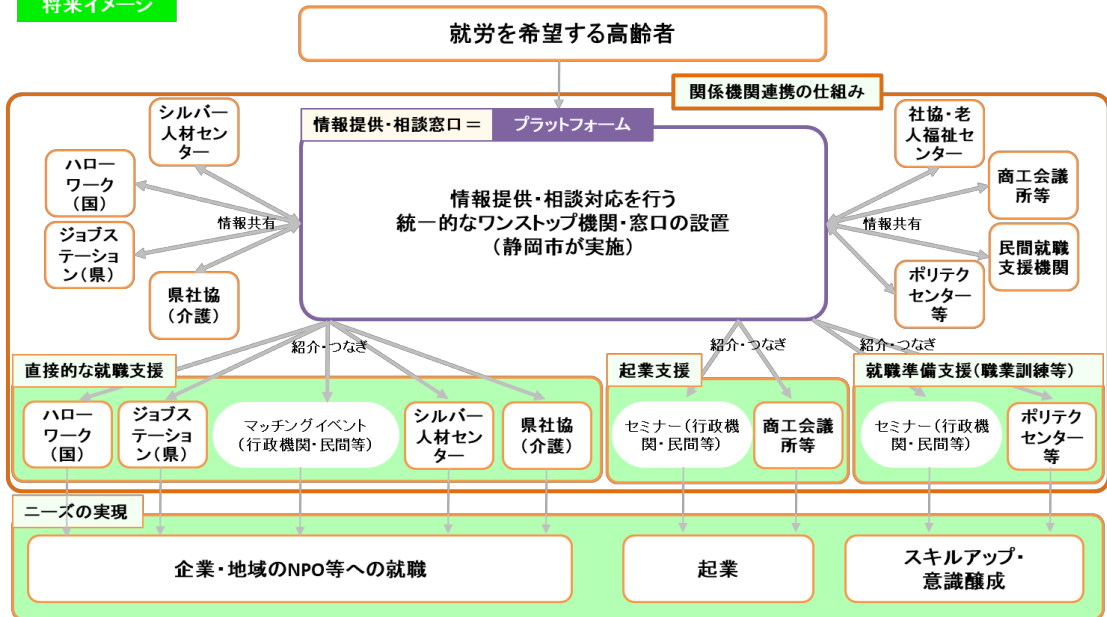 将来イメージ
就労を希望する高齢者
関係機関連携の仕組み
情報提供・相談窓口＝
プラットフォーム
シルバー
人材セン
ター
ハロー
ワーク
（国）
ジョブス
テーショ
ン（県）
県社協
（介護）
情報共有
情報提供・相談対応を行う
統一的なワンストップ機関・窓口の設置
（静岡市が実施）
社協・老
人福祉セ
ンター
商工会議
所等
民間就職
支援機関
ポリテク
センター
等
情報共有
紹介・つなぎ
紹介・つなぎ
紹介・つなぎ
直接的な就職支援
ハロー
ワーク
（国）
ジョブス
テーショ
ン（県）
マッチングイベント
（行政機関・民間等）
シルバー
人材セン
ター
県社協
（介護）
起業支援
セミナー（行政機
関・民間等）
商工会議
所等
就職準備支援（職業訓練等）
セミナー（行政機
関・民間等）
ポリテク
センター
等
ニーズの実現
企業・地域のNPO等への就職
起業
スキルアップ・
意識醸成